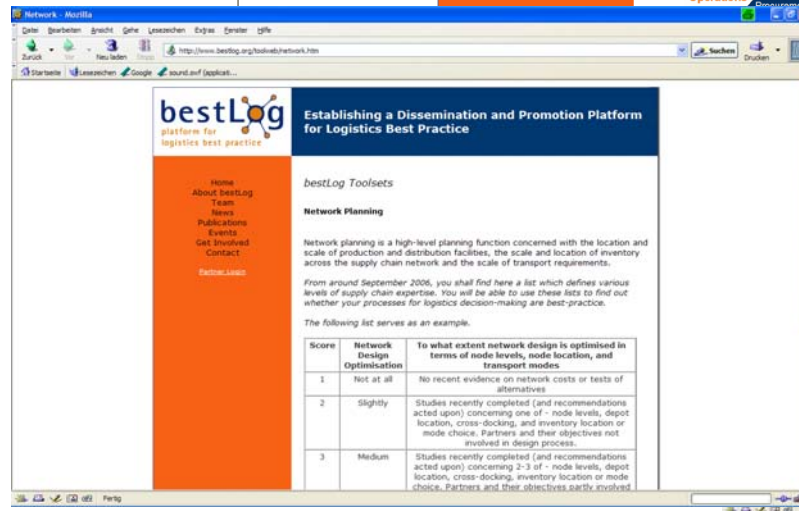 Operations
Procurement
Network - Mozilla
Datei Bearbeiten Ansicht Gehe Lesezeichen Extras Fenster Hilfe
Zurück Vor Neu laden Stopp http://www.bestlog.org/toolweb/network.htm Suchen Drucken
Startseite Lesezeichen Google sound.avf (applicati...
bestLog
platform for
logistics best practice
Establishing a Dissemination and Promotion Platform
for Logistics Best Practice
Home
About bestLog
Team
News
Publications
Events
Get Involved
Contact
Partner Login
bestLog Toolsets
Network Planning
Network planning is a high-level planning function concerned with the location and
scale of production and distribution facilities, the scale and location of inventory
across the supply chain network and the scale of transport requirements.
From around September 2006, you shall find here a list which defines various
levels of supply chain expertise. You will be able to use these lists to find out
whether your processes for logistics decision-making are best-practice.
The following list serves as an example.
Score Network Design Optimisation To what extent network design is optimised in terms of node levels, node location, and transport modes
1 Not at all No recent evidence on network costs or tests of
alternatives
2 Slightly Studies recently completed (and recommendations
acted upon) concerning one of - node levels, depot
location, cross-docking, and inventory location or
mode choice. Partners and their objectives not
involved in design process.
3 Medium Studies recently completed (and recommendations
acted upon) concerning 2-3 of - node levels, depot
location, cross-docking, inventory location or mode
choice. Partners and their objectives partly involved
Fertig